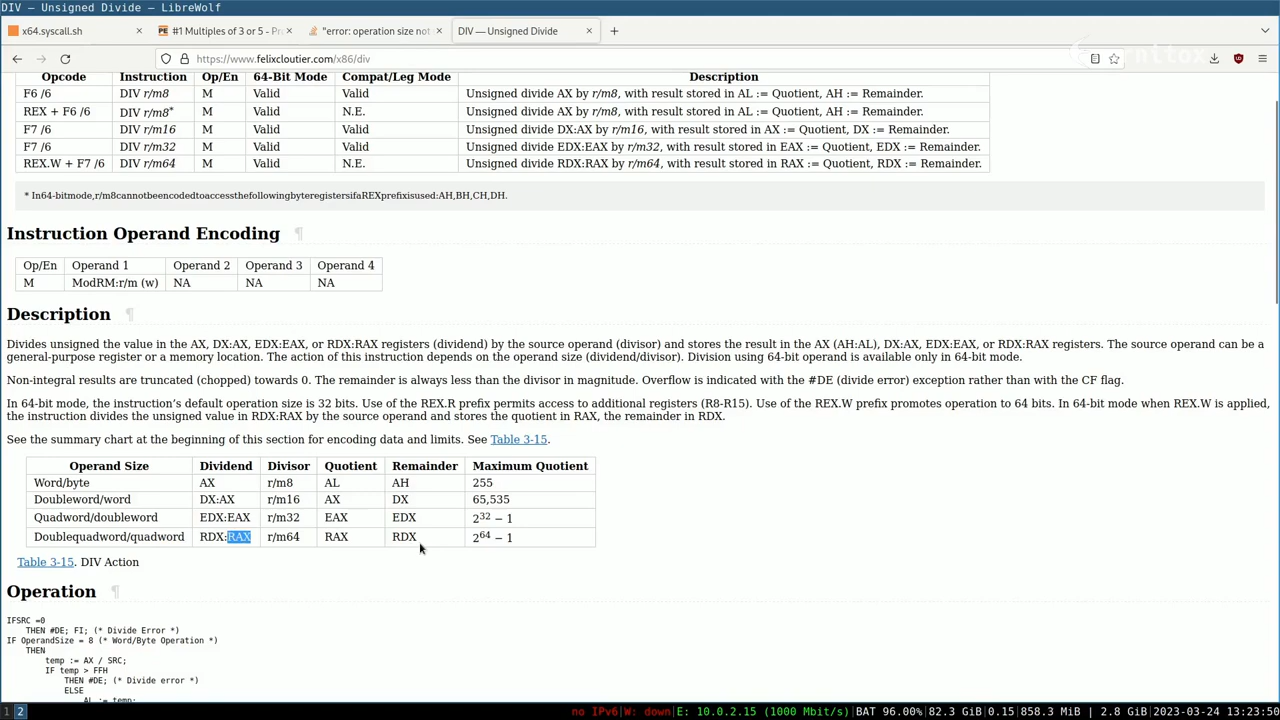 DIV — Unsigned Divide — LibreWolf
x64.syscall.sh × #1 Multiples of 3 or 5 - Pr × "error: operation size not × DIV — Unsigned Divide × +
https://www.felixcloutier.com/x86/div
Opcode Instruction Op/En 64-Bit Mode Compat/Leg Mode Description
F6 /6 DIV r/m8 M Valid Valid Unsigned divide AX by r/m8, with result stored in AL := Quotient, AH := Remainder.
REX + F6 /6 DIV r/m8* M Valid N.E. Unsigned divide AX by r/m8, with result stored in AL := Quotient, AH := Remainder.
F7 /6 DIV r/m16 M Valid Valid Unsigned divide DX:AX by r/m16, with result stored in AX := Quotient, DX := Remainder.
F7 /6 DIV r/m32 M Valid Valid Unsigned divide EDX:EAX by r/m32, with result stored in EAX := Quotient, EDX := Remainder.
REX.W + F7 /6 DIV r/m64 M Valid N.E. Unsigned divide RDX:RAX by r/m64, with result stored in RAX := Quotient, RDX := Remainder.
* In64-bitmode,r/m8cannotbeencodedtoaccessthefollowingbyteregistersifaREXprefixisused:AH,BH,CH,DH.
Instruction Operand Encoding ¶
Op/En Operand 1 Operand 2 Operand 3 Operand 4
M ModRM:r/m (w) NA NA NA
Description ¶
Divides unsigned the value in the AX, DX:AX, EDX:EAX, or RDX:RAX registers (dividend) by the source operand (divisor) and stores the result in the AX (AH:AL), DX:AX, EDX:EAX, or RDX:RAX registers. The source operand can be a
general-purpose register or a memory location. The action of this instruction depends on the operand size (dividend/divisor). Division using 64-bit operand is available only in 64-bit mode.
Non-integral results are truncated (chopped) towards 0. The remainder is always less than the divisor in magnitude. Overflow is indicated with the #DE (divide error) exception rather than with the CF flag.
In 64-bit mode, the instruction's default operation size is 32 bits. Use of the REX.R prefix permits access to additional registers (R8-R15). Use of the REX.W prefix promotes operation to 64 bits. In 64-bit mode when REX.W is applied,
the instruction divides the unsigned value in RDX:RAX by the source operand and stores the quotient in RAX, the remainder in RDX.
See the summary chart at the beginning of this section for encoding data and limits. See Table 3-15.
Operand Size Dividend Divisor Quotient Remainder Maximum Quotient
Word/byte AX r/m8 AL AH 255
Doubleword/word DX:AX r/m16 AX DX 65,535
Quadword/doubleword EDX:EAX r/m32 EAX EDX 2^32 − 1
Doublequadword/quadword RDX:RAX r/m64 RAX RDX 2^64 − 1
Table 3-15. DIV Action
Operation ¶
IFSRC =0
THEN #DE; FI; (* Divide Error *)
IF OperandSize = 8 (* Word/Byte Operation *)
THEN
temp := AX / SRC;
IF temp > FFH
THEN #DE; (* Divide error *)
ELSE
AL := temp;
1 2 no IPv6|W: down|E: 10.0.2.15 (1000 Mbit/s)|BAT 96.00%|82.3 GiB|0.15|858.3 MiB | 2.8 GiB|2023-03-24 13:23:50